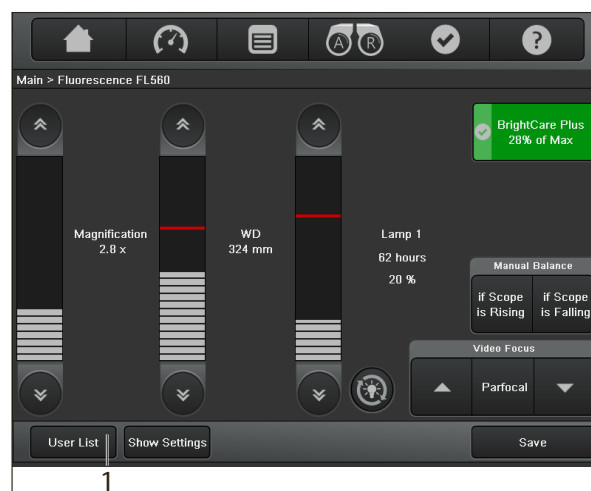 A R ?
Main > Fluorescence FL560
BrightCare Plus
28% of Max
Magnification
2.8 x
WD
324 mm
Lamp 1
62 hours
20 %
Manual Balance
if Scope
is Rising
if Scope
is Falling
Video Focus
Parfocal
User List
Show Settings
Save
1